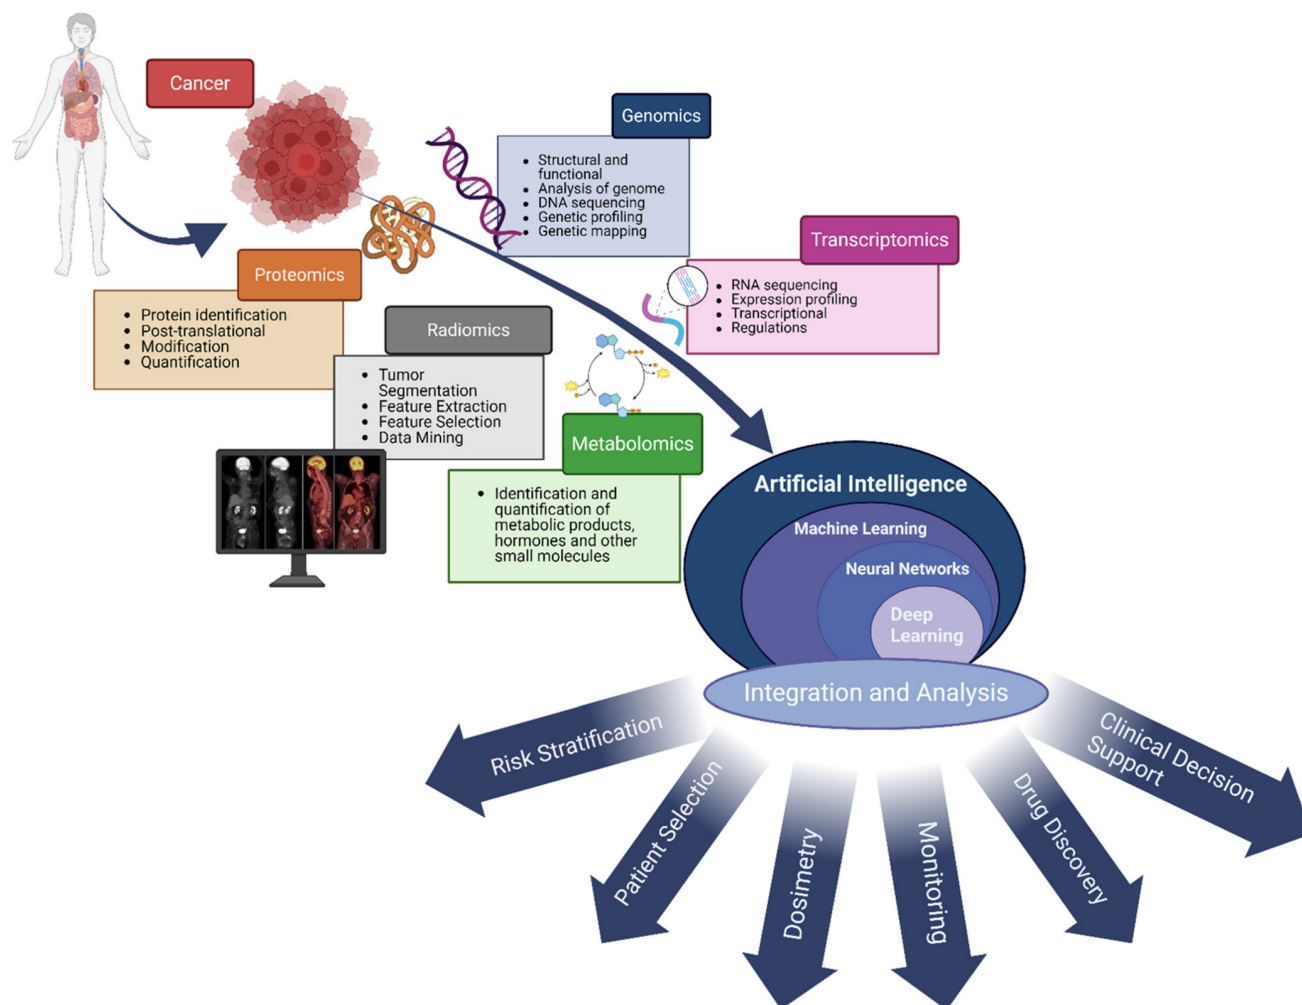 Cancer
Genomics
• Structural and
functional
• Analysis of genome
• DNA sequencing
• Genetic profiling
• Genetic mapping
Transcriptomics
• RNA sequencing
• Expression profiling
• Transcriptional
• Regulations
Proteomics
• Protein identification
• Post-translational
• Modification
• Quantification
Radiomics
• Tumor
Segmentation
• Feature Extraction
• Feature Selection
• Data Mining
Metabolomics
• Identification and
quantification of
metabolic products,
hormones and other
small molecules
Artificial Intelligence
Machine Learning
Neural Networks
Deep
Learning
Integration and Analysis
Risk Stratification
Patient Selection
Dosimetry
Monitoring
Drug Discovery
Clinical Decision
Support